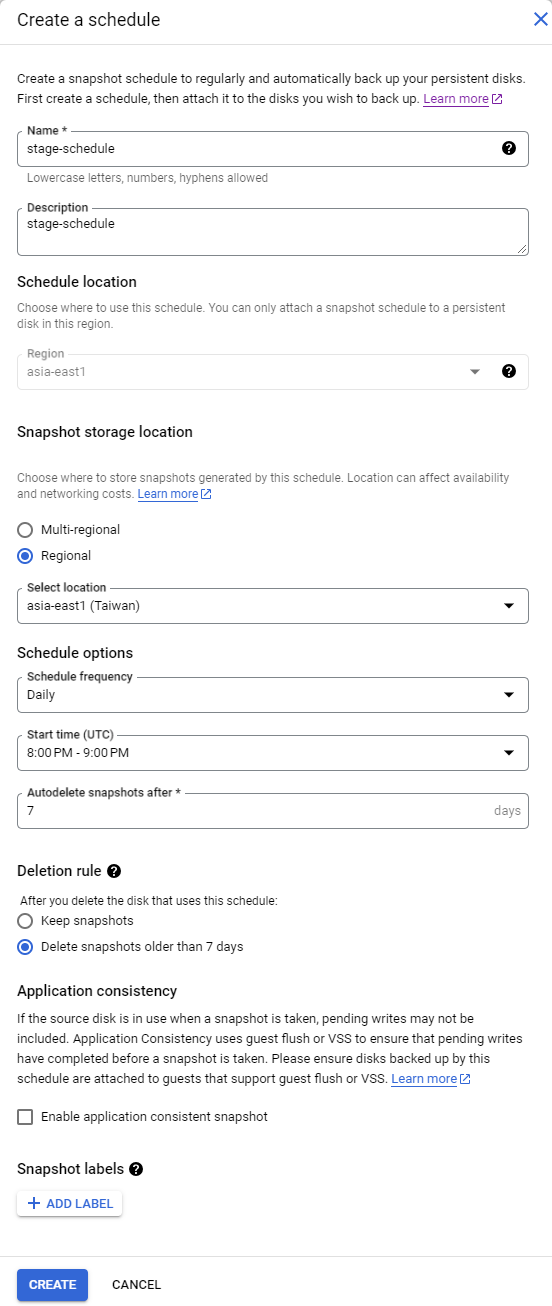 Create a schedule
Create a snapshot schedule to regularly and automatically back up your persistent disks.
First create a schedule, then attach it to the disks you wish to back up. Learn more
Name *
stage-schedule
Lowercase letters, numbers, hyphens allowed
Description
stage-schedule
Schedule location
Choose where to use this schedule. You can only attach a snapshot schedule to a persistent
disk in this region.
Region
asia-east1
Snapshot storage location
Choose where to store snapshots generated by this schedule. Location can affect availability
and networking costs. Learn more
Multi-regional
Regional
Select location
asia-east1 (Taiwan)
Schedule options
Schedule frequency
Daily
Start time (UTC)
8:00 PM - 9:00 PM
Autodelete snapshots after *
7 days
Deletion rule
After you delete the disk that uses this schedule:
Keep snapshots
Delete snapshots older than 7 days
Application consistency
If the source disk is in use when a snapshot is taken, pending writes may not be
included. Application Consistency uses guest flush or VSS to ensure that pending writes
have completed before a snapshot is taken. Please ensure disks backed up by this
schedule are attached to guests that support guest flush or VSS. Learn more
Enable application consistent snapshot
Snapshot labels
ADD LABEL
CREATE CANCEL